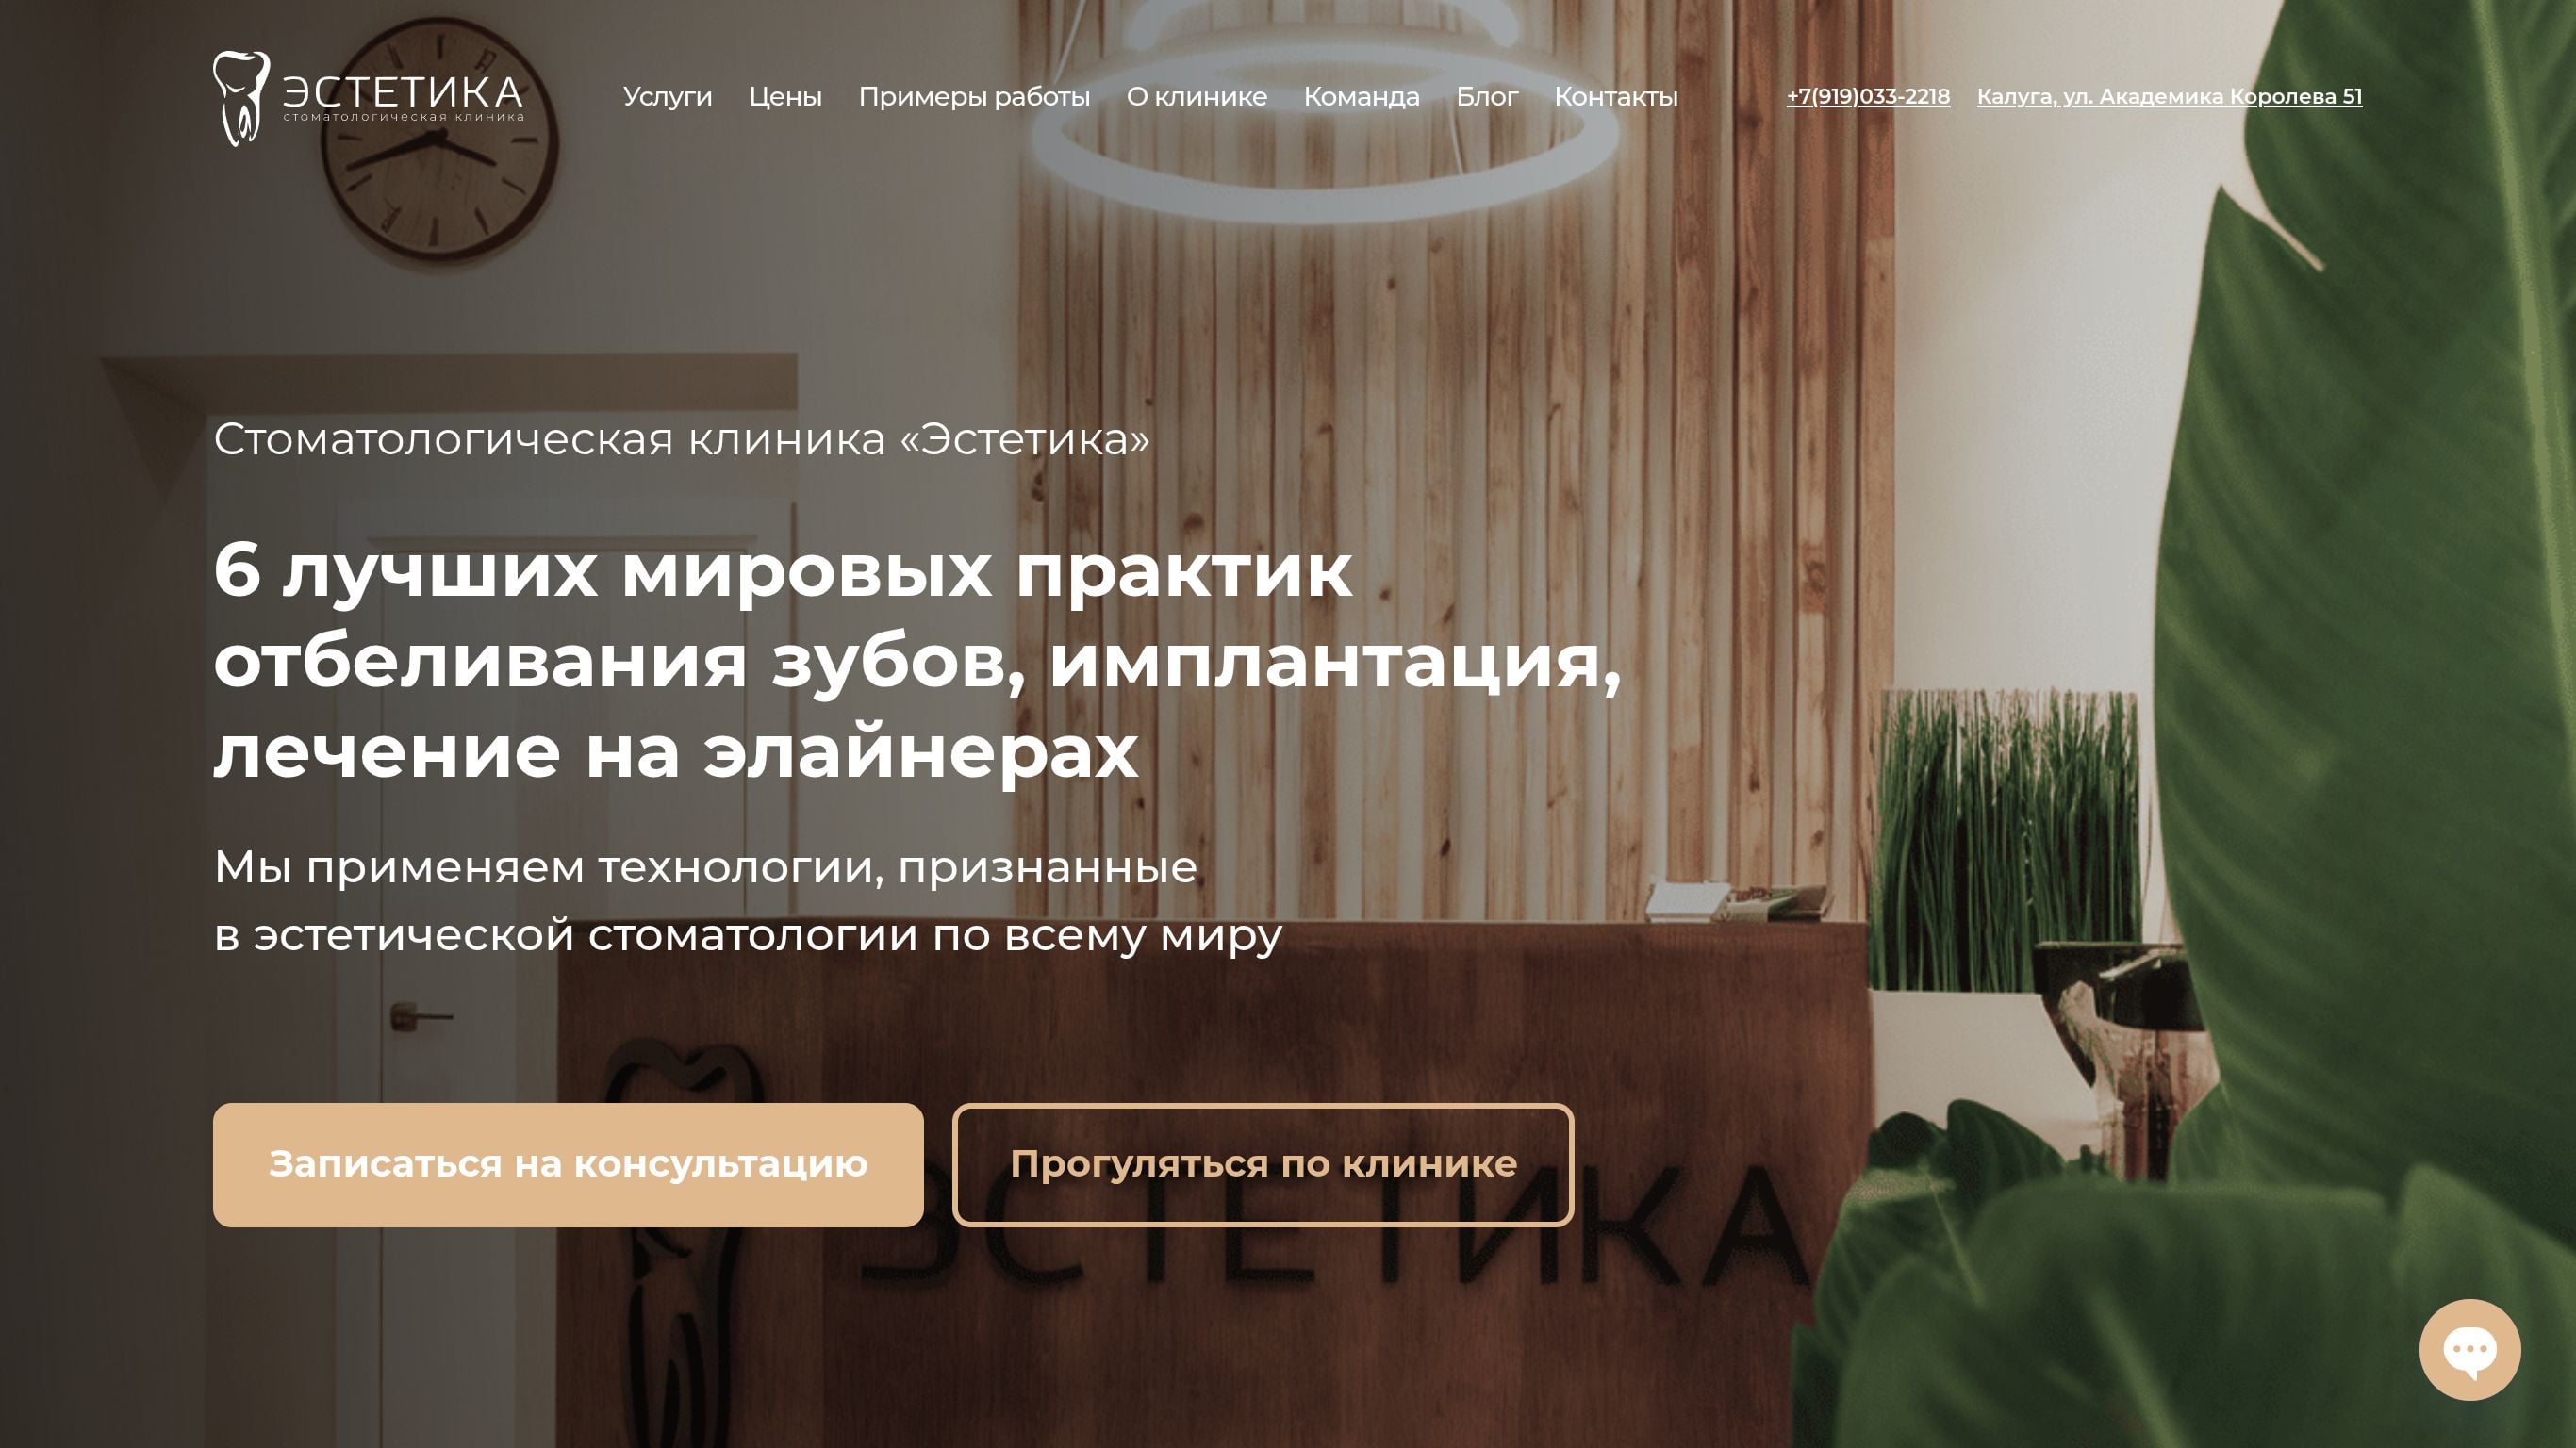 ЭСТЕТИКА
стоматологическая клиника
Услуги Цены Примеры работы О клинике Команда Блог Контакты
+7(919)033-2218 Калуга, ул. Академика Королева 51
Стоматологическая клиника «Эстетика»
6 лучших мировых практик
отбеливания зубов, имплантация,
лечение на элайнерах
Мы применяем технологии, признанные
в эстетической стоматологии по всему миру
Записаться на консультацию
Прогуляться по клинике
ЭСТЕТИКА